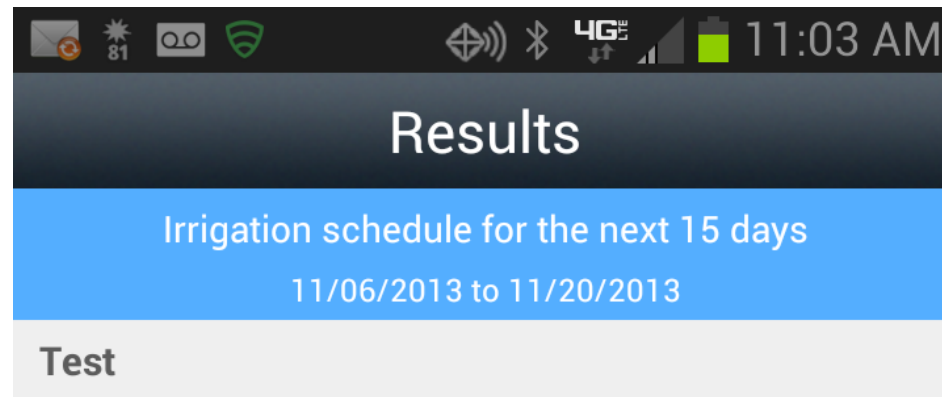 81 4G LTE 11:03 AM
Results
Irrigation schedule for the next 15 days
11/06/2013 to 11/20/2013
Test